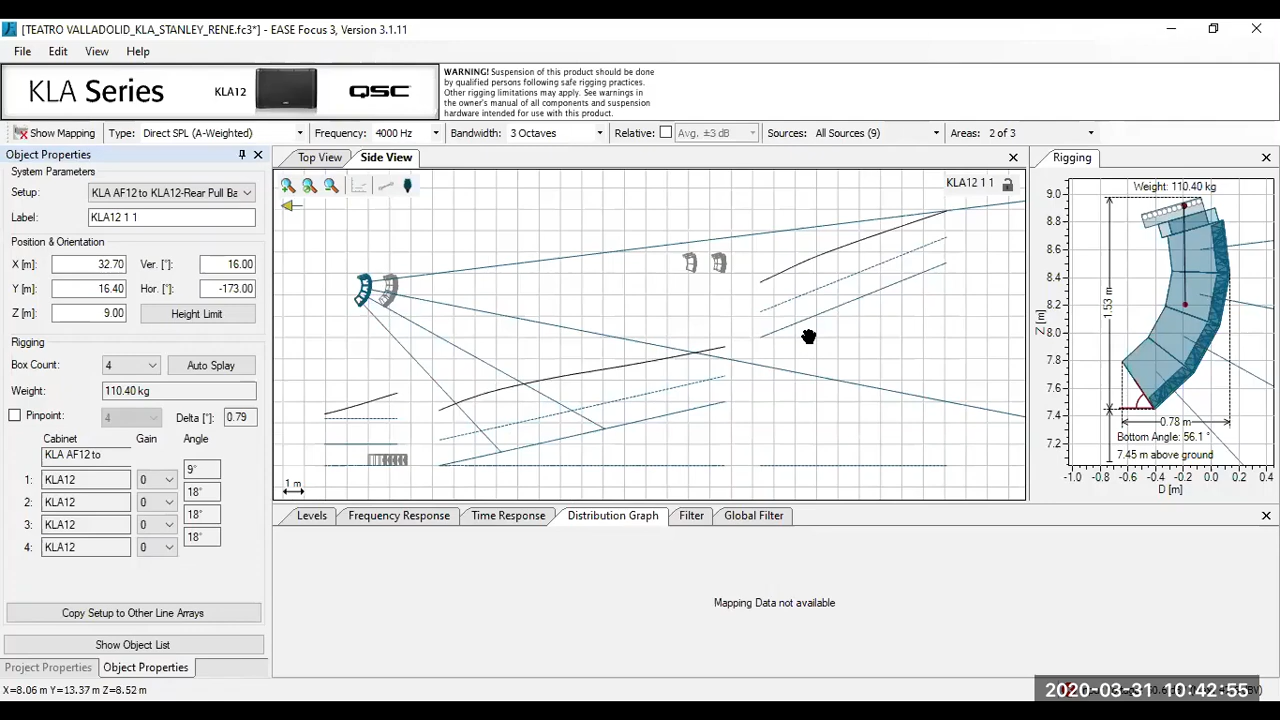 [TEATRO VALLADOLID_KLA_STANLEY_RENE.fc3*] - EASE Focus 3, Version 3.1.11
File Edit View Help
KLA Series KLA12 QSC
WARNING! Suspension of this product should be done
by qualified persons following safe rigging practices.
Other rigging limitations may apply. See warnings in
the owner's manual of all components and suspension
hardware intended for use with this product.
Show Mapping Type: Direct SPL (A-Weighted) Frequency: 4000 Hz Bandwidth: 3 Octaves Relative: Avg. ±3 dB Sources: All Sources (9) Areas: 2 of 3
Object Properties
System Parameters
Setup: KLA AF12 to KLA12-Rear Pull Ba
Label: KLA12 1 1
Position & Orientation
X [m]: 32.70 Ver. [°]: 16.00
Y [m]: 16.40 Hor. [°]: -173.00
Z [m]: 9.00 Height Limit
Rigging
Box Count: 4 Auto Splay
Weight: 110.40 kg
Pinpoint: 4 Delta [°]: 0.79
Cabinet Gain Angle
KLA AF12 to
9°
1: KLA12 0
18°
2: KLA12 0
18°
3: KLA12 0
18°
4: KLA12 0
Copy Setup to Other Line Arrays
Show Object List
Project Properties Object Properties
Top View Side View
KLA12 1 1
1 m
Levels Frequency Response Time Response Distribution Graph Filter Global Filter
Mapping Data not available
Rigging
Weight: 110.40 kg
9.0
8.8
8.6
8.4
8.2
7.8
7.6
7.4
7.2
Z [m]
1.53 m
0.78 m
Bottom Angle: 56.1 °
7.45 m above ground
-1.0 -0.8 -0.6 -0.4 -0.2 0.0 0.2 0.4
D [m]
X=8.06 m Y=13.37 m Z=8.52 m
2020-03-31 10:42:55